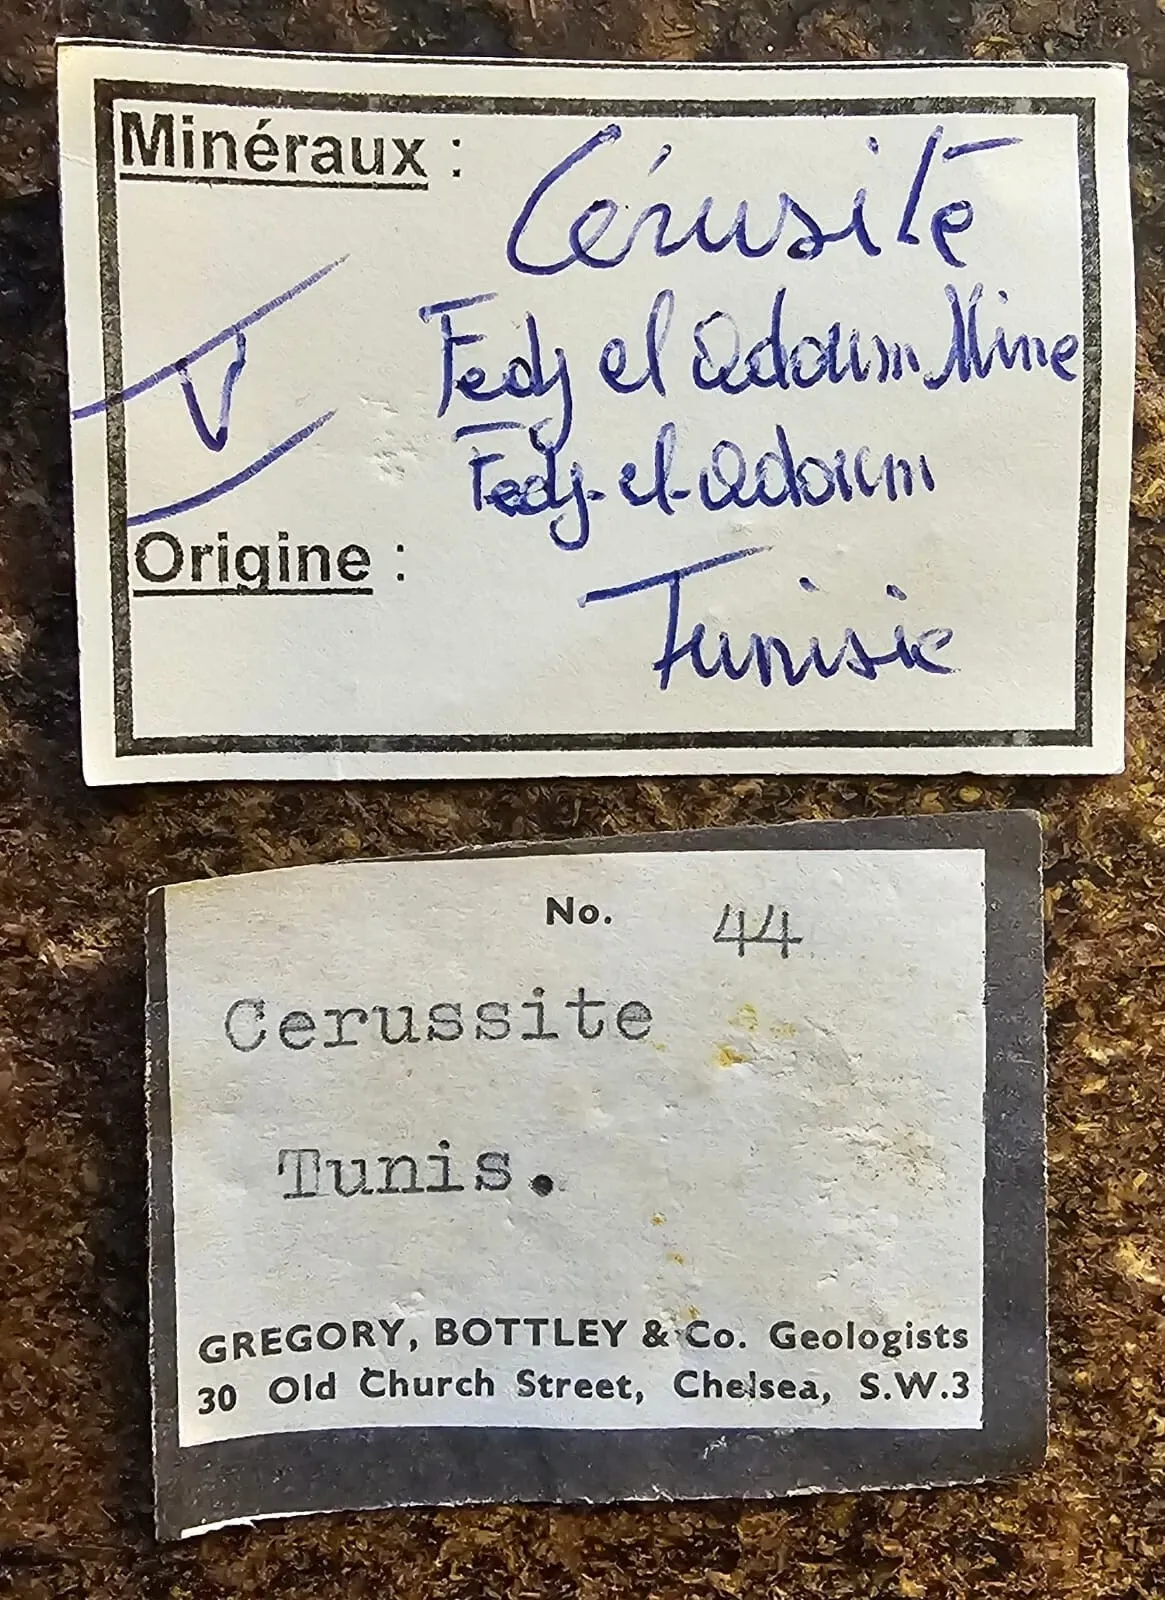 Minéraux :
Cérusite
Fedj el Adoum Mine
Fedj-el-Adoum
V
Origine :
Tunisie
No. 44
Cerussite
Tunis.
GREGORY, BOTTLEY & Co. Geologists
30 Old Church Street, Chelsea, S.W.3